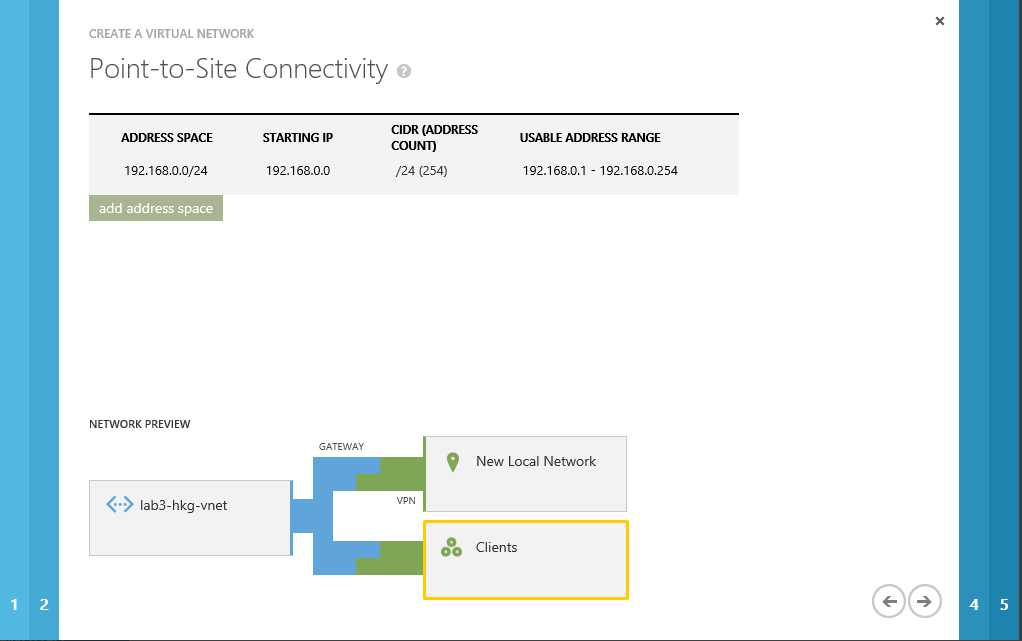 CREATE A VIRTUAL NETWORK
Point-to-Site Connectivity ?
ADDRESS SPACE STARTING IP CIDR (ADDRESS COUNT) USABLE ADDRESS RANGE
192.168.0.0/24 192.168.0.0 /24 (254) 192.168.0.1 - 192.168.0.254
add address space
NETWORK PREVIEW
GATEWAY
New Local Network
VPN
lab3-hkg-vnet
Clients
1 2 4 5